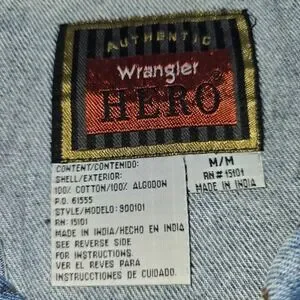 AUTHENTIC
Wrangler
HERO®
CONTENT/CONTENIDO:
SHELL/EXTERIOR:
100% COTTON/100% ALGODON
P.O. 61555
STYLE/MODELO: 900101
RN: 15101
MADE IN INDIA/HECHO EN INDIA
SEE REVERSE SIDE
FOR INSTRUCTIONS
VER EL REVES PARA
INSTRUCCIONES DE CUIDADO.
M/M
RN# 15101
MADE IN INDIA